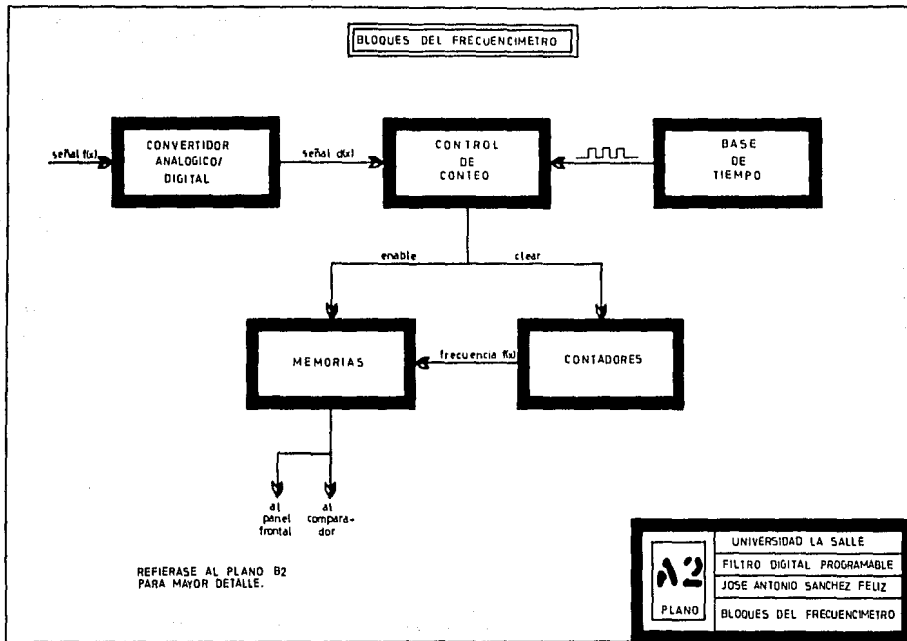 BLOQUES DEL FRECUENCIMETRO
señal f(x)
CONVERTIDOR
ANALOGICO/
DIGITAL
señal d(x)
CONTROL
DE
CONTEO
BASE
DE
TIEMPO
enable
clear
MEMORIAS
frecuencia f(x)
CONTADORES
al
panel
frontal
al
compara-
dor
REFIERASE AL PLANO B2
PARA MAYOR DETALLE.
A2
PLANO
UNIVERSIDAD LA SALLE
FILTRO DIGITAL PROGRAMABLE
JOSE ANTONIO SANCHEZ FELIZ
BLOQUES DEL FRECUENCIMETRO